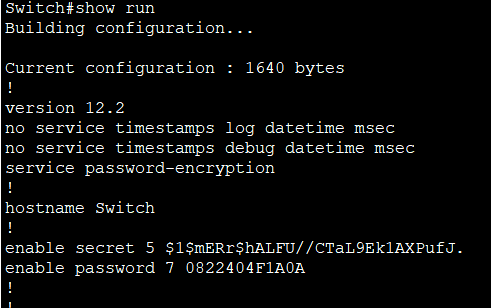 Switch#show run
Building configuration...
Current configuration : 1640 bytes
!
version 12.2
no service timestamps log datetime msec
no service timestamps debug datetime msec
service password-encryption
!
hostname Switch
!
enable secret 5 $1$mERr$hALFU//CTaL9Ek1AXPufJ.
enable password 7 0822404F1A0A
!
!